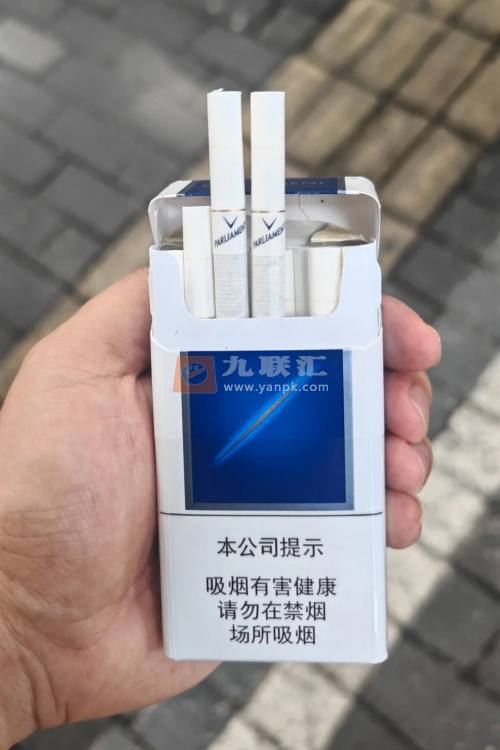 PARLIAMENT
PARLIAMENT
九联汇
www.yanpk.com
本公司提示
吸烟有害健康
请勿在禁烟
场所吸烟